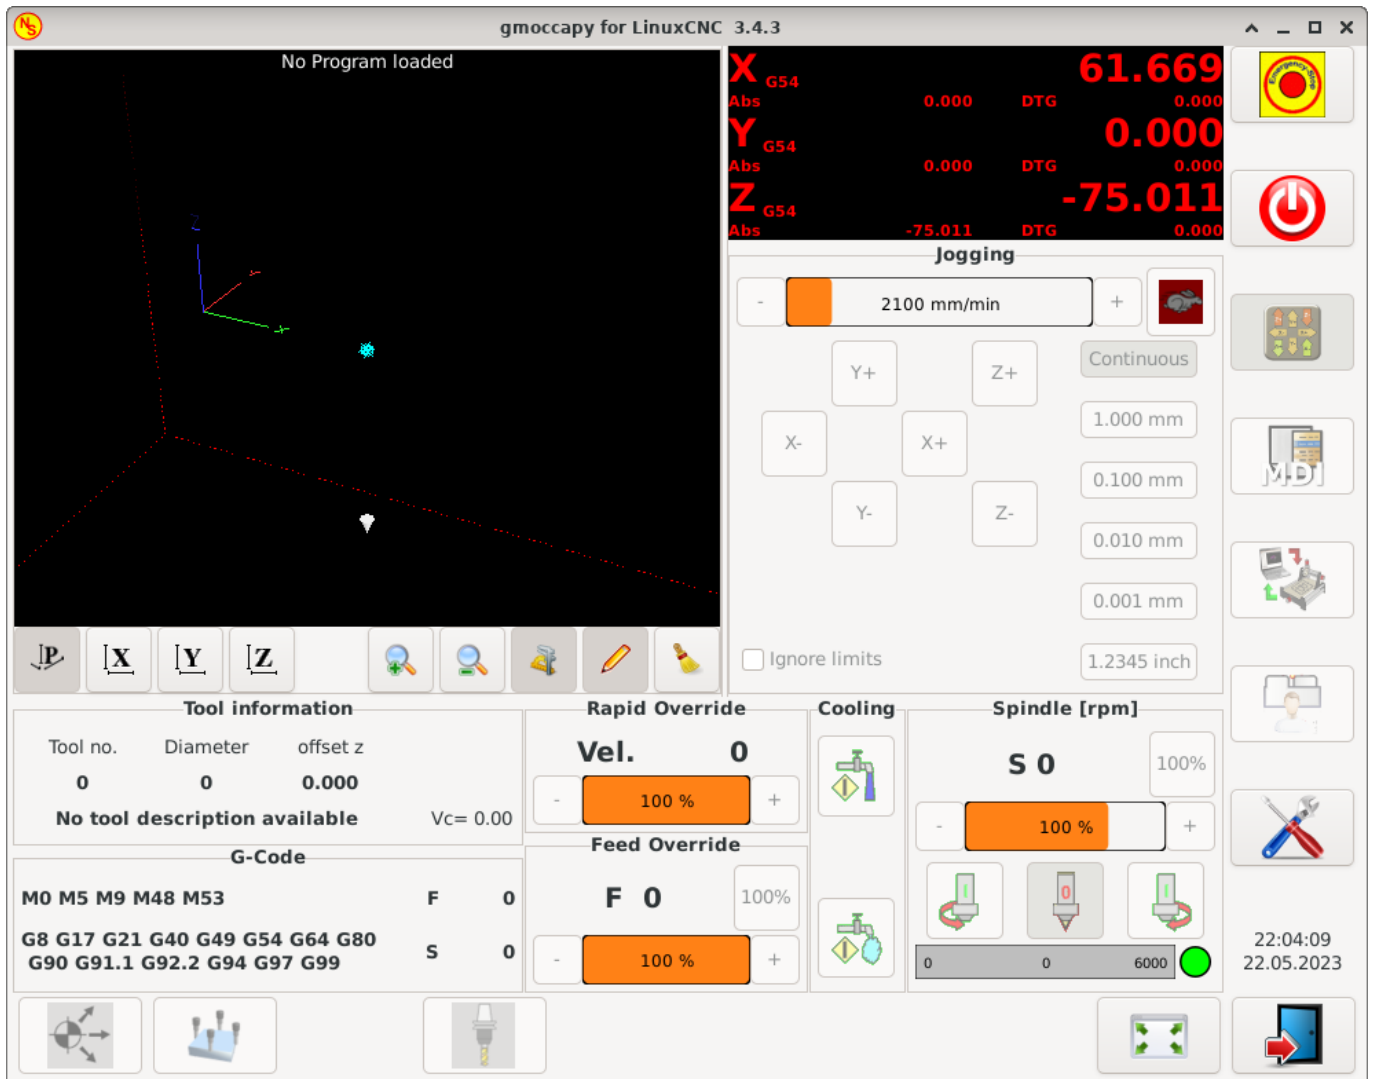 NS
gmoccapy for LinuxCNC 3.4.3
No Program loaded
X G54 61.669
Abs 0.000 DTG 0.000
Y G54 0.000
Abs 0.000 DTG 0.000
Z G54 -75.011
Abs -75.011 DTG 0.000
Emergency-Stop
Z
Jogging
- 2100 mm/min +
Y+ Z+ Continuous
1.000 mm
X- X+
0.100 mm
Y- Z-
0.010 mm
0.001 mm
Ignore limits 1.2345 inch
MDI
P X Y Z
Tool information
Tool no. Diameter offset z
0 0 0.000
No tool description available Vc= 0.00
G-Code
M0 M5 M9 M48 M53 F 0
G8 G17 G21 G40 G49 G54 G64 G80
G90 G91.1 G92.2 G94 G97 G99 S 0
Rapid Override
Vel. 0
- 100 % +
Feed Override
F 0 100%
- 100 % +
Cooling
Spindle [rpm]
S 0 100%
- 100 % +
I 0 I
0 0 6000
22:04:09
22.05.2023